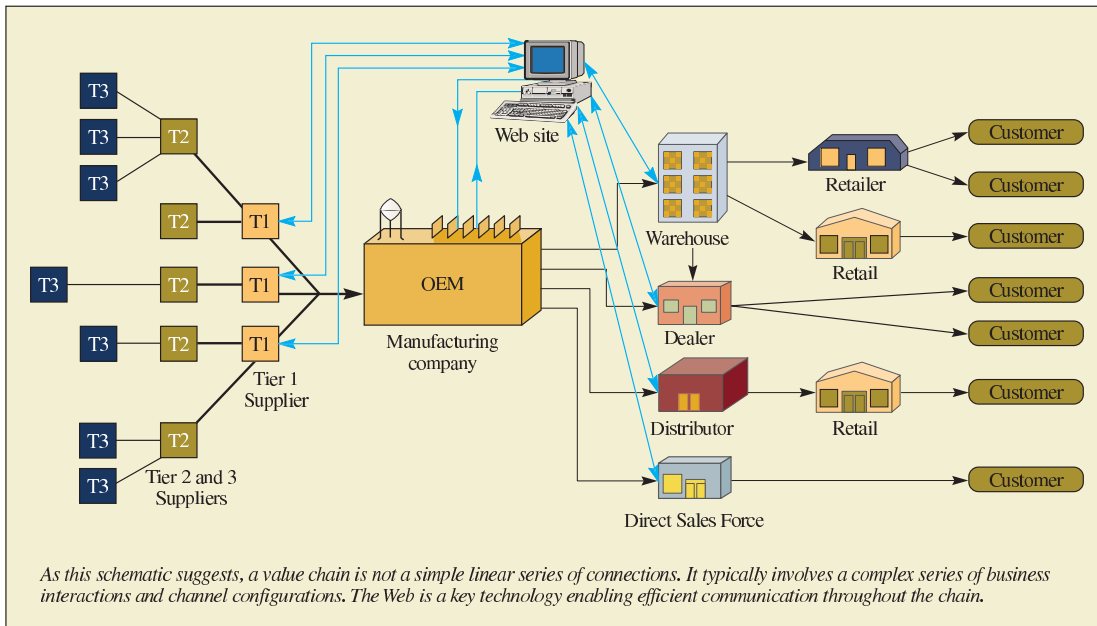 T3
T3
T3
T2
T2
T1
T3
T2
T1
T3
T2
T1
Tier 1
Supplier
T3
T2
T3
Tier 2 and 3
Suppliers
Web site
OEM
Manufacturing
company
Warehouse
Dealer
Distributor
Direct Sales Force
Retailer
Retail
Retail
Customer
Customer
Customer
Customer
Customer
Customer
Customer
As this schematic suggests, a value chain is not a simple linear series of connections. It typically involves a complex series of business
interactions and channel configurations. The Web is a key technology enabling efficient communication throughout the chain.